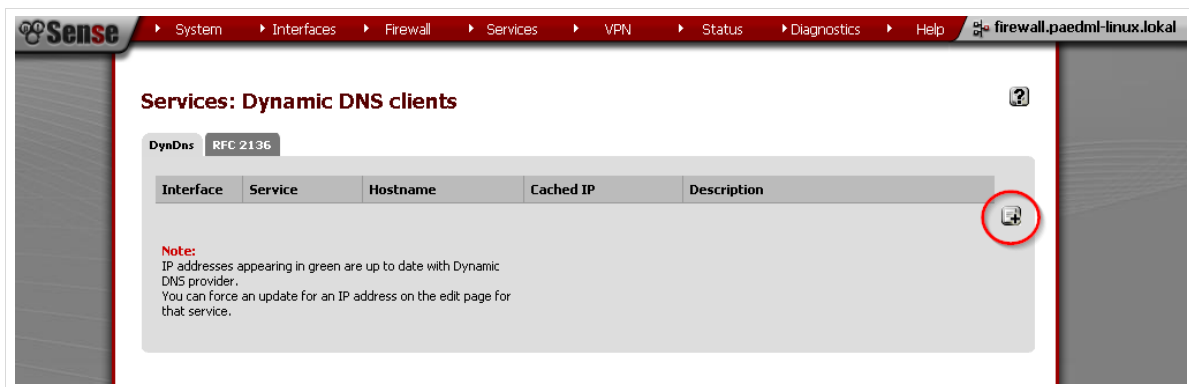 Sense
System Interfaces Firewall Services VPN Status Diagnostics Help firewall.paedml-linux.lokal
Services: Dynamic DNS clients
DynDns RFC 2136
Interface Service Hostname Cached IP Description
Note:
IP addresses appearing in green are up to date with Dynamic
DNS provider.
You can force an update for an IP address on the edit page for
that service.